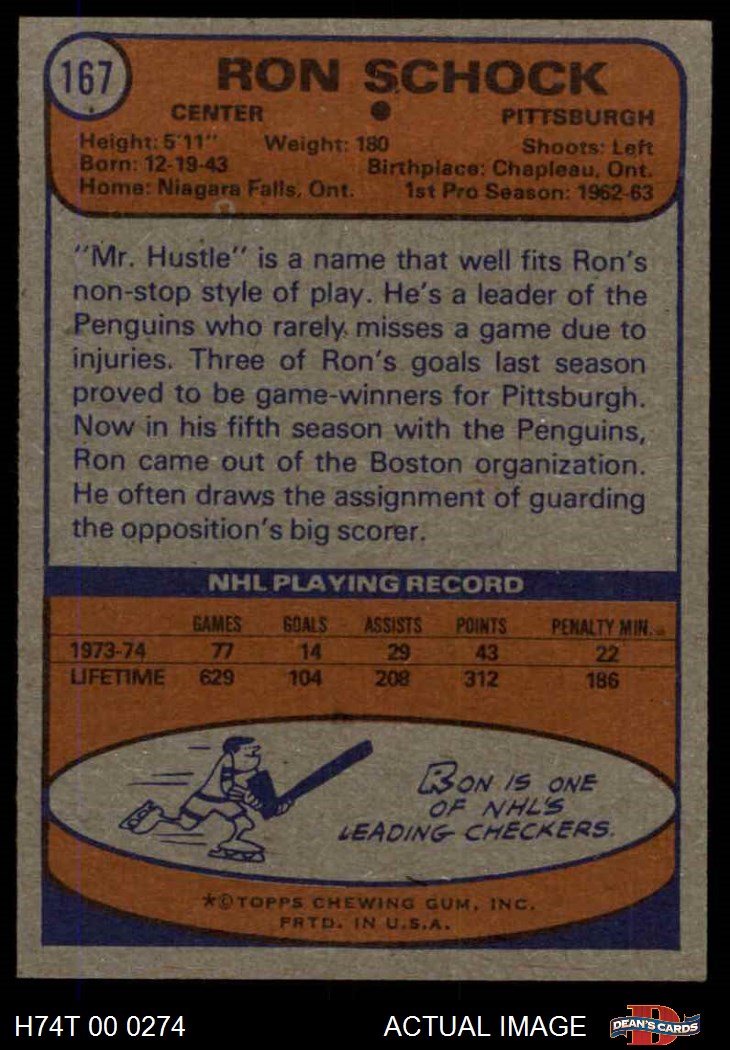 167
RON SCHOCK
CENTER PITTSBURGH
Height: 5'11" Weight: 180 Shoots: Left
Born: 12-19-43 Birthplace: Chapleau, Ont.
Home: Niagara Falls, Ont. 1st Pro Season: 1962-63
"Mr. Hustle" is a name that well fits Ron's
non-stop style of play. He's a leader of the
Penguins who rarely misses a game due to
injuries. Three of Ron's goals last season
proved to be game-winners for Pittsburgh.
Now in his fifth season with the Penguins,
Ron came out of the Boston organization.
He often draws the assignment of guarding
the opposition's big scorer.
NHL PLAYING RECORD
GAMES GOALS ASSISTS POINTS PENALTY MIN.
1973-74 77 14 29 43 22
LIFETIME 629 104 208 312 186
RON IS ONE
OF NHL'S
LEADING CHECKERS.
*©TOPPS CHEWING GUM, INC.
PRTD. IN U.S.A.
H74T 00 0274 ACTUAL IMAGE
DEAN'S CARDS